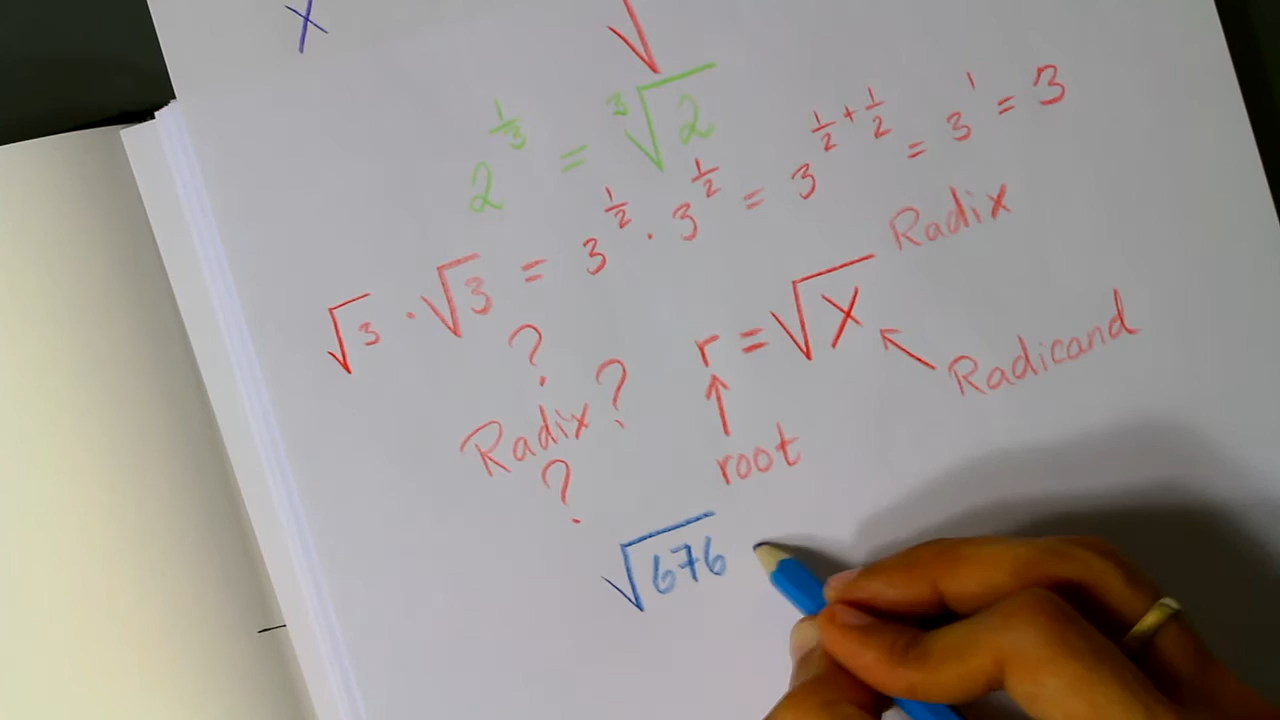 X √
2^{1/3} = ∛2
√3 · √3 = 3^{1/2} · 3^{1/2} = 3^{1/2 + 1/2} = 3^1 = 3
Radix
? r = √X
Radix? Radicand
? root
√676